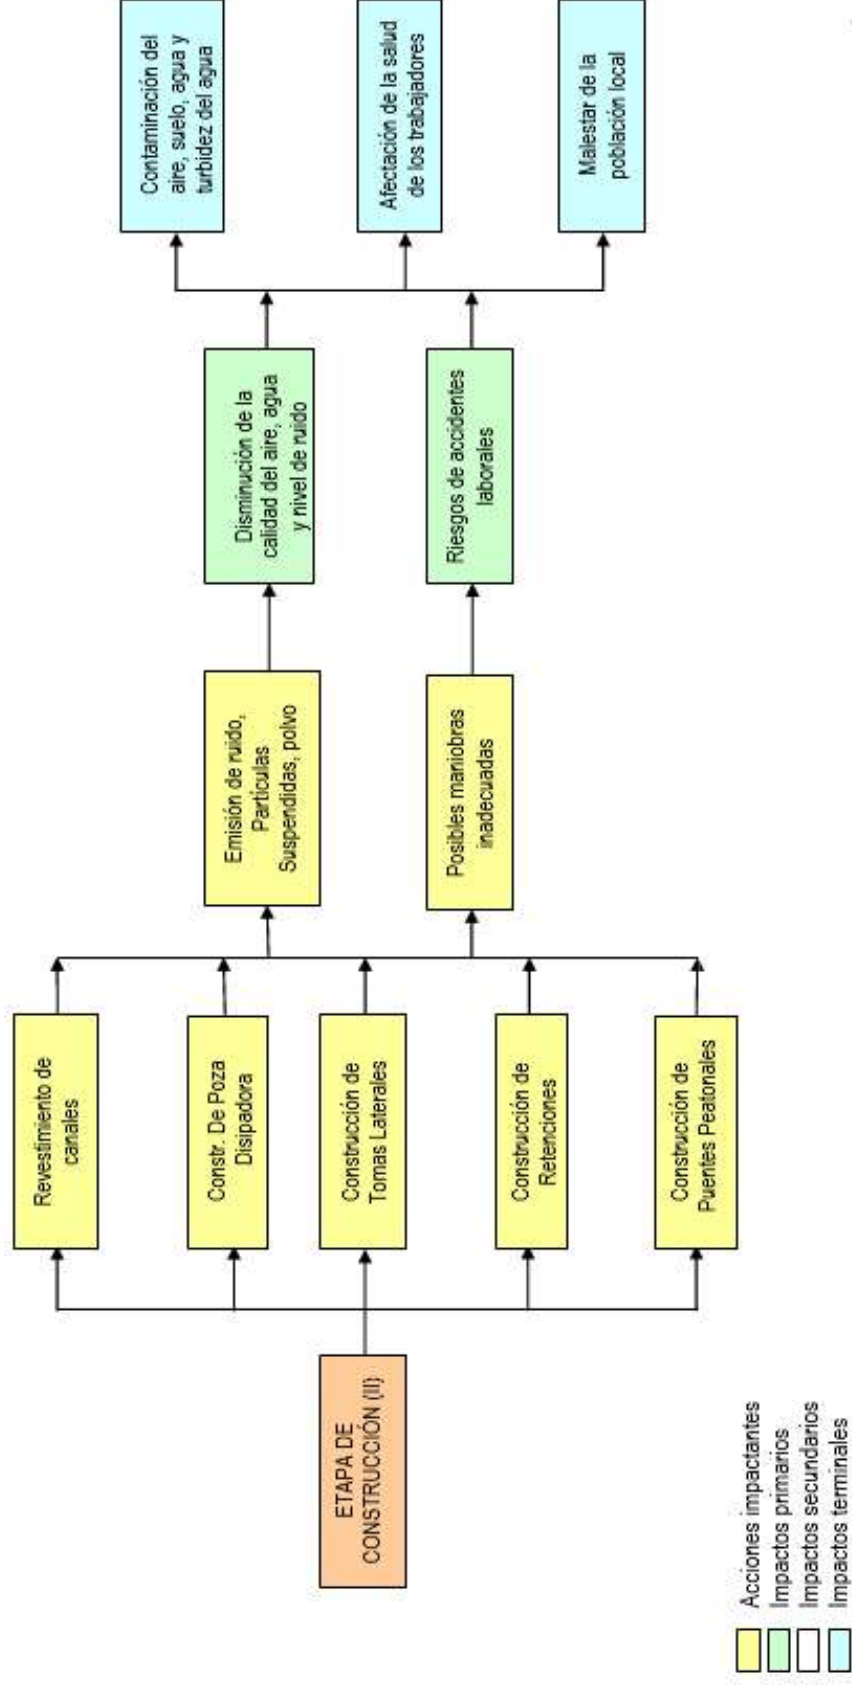 ETAPA DE
CONSTRUCCIÓN (II)
Revestimiento de
canales
Constr. De Poza
Disipadora
Construcción de
Tomas Laterales
Construcción de
Retenciones
Construcción de
Puentes Peatonales
Emisión de ruido,
Partículas
Suspendidas, polvo
Posibles maniobras
inadecuadas
Disminución de la
calidad del aire, agua
y nivel de ruido
Riesgos de accidentes
laborales
Contaminación del
aire, suelo, agua y
turbidez del agua
Afectación de la salud
de los trabajadores
Malestar de la
población local
Acciones impactantes
Impactos primarios
Impactos secundarios
Impactos terminales